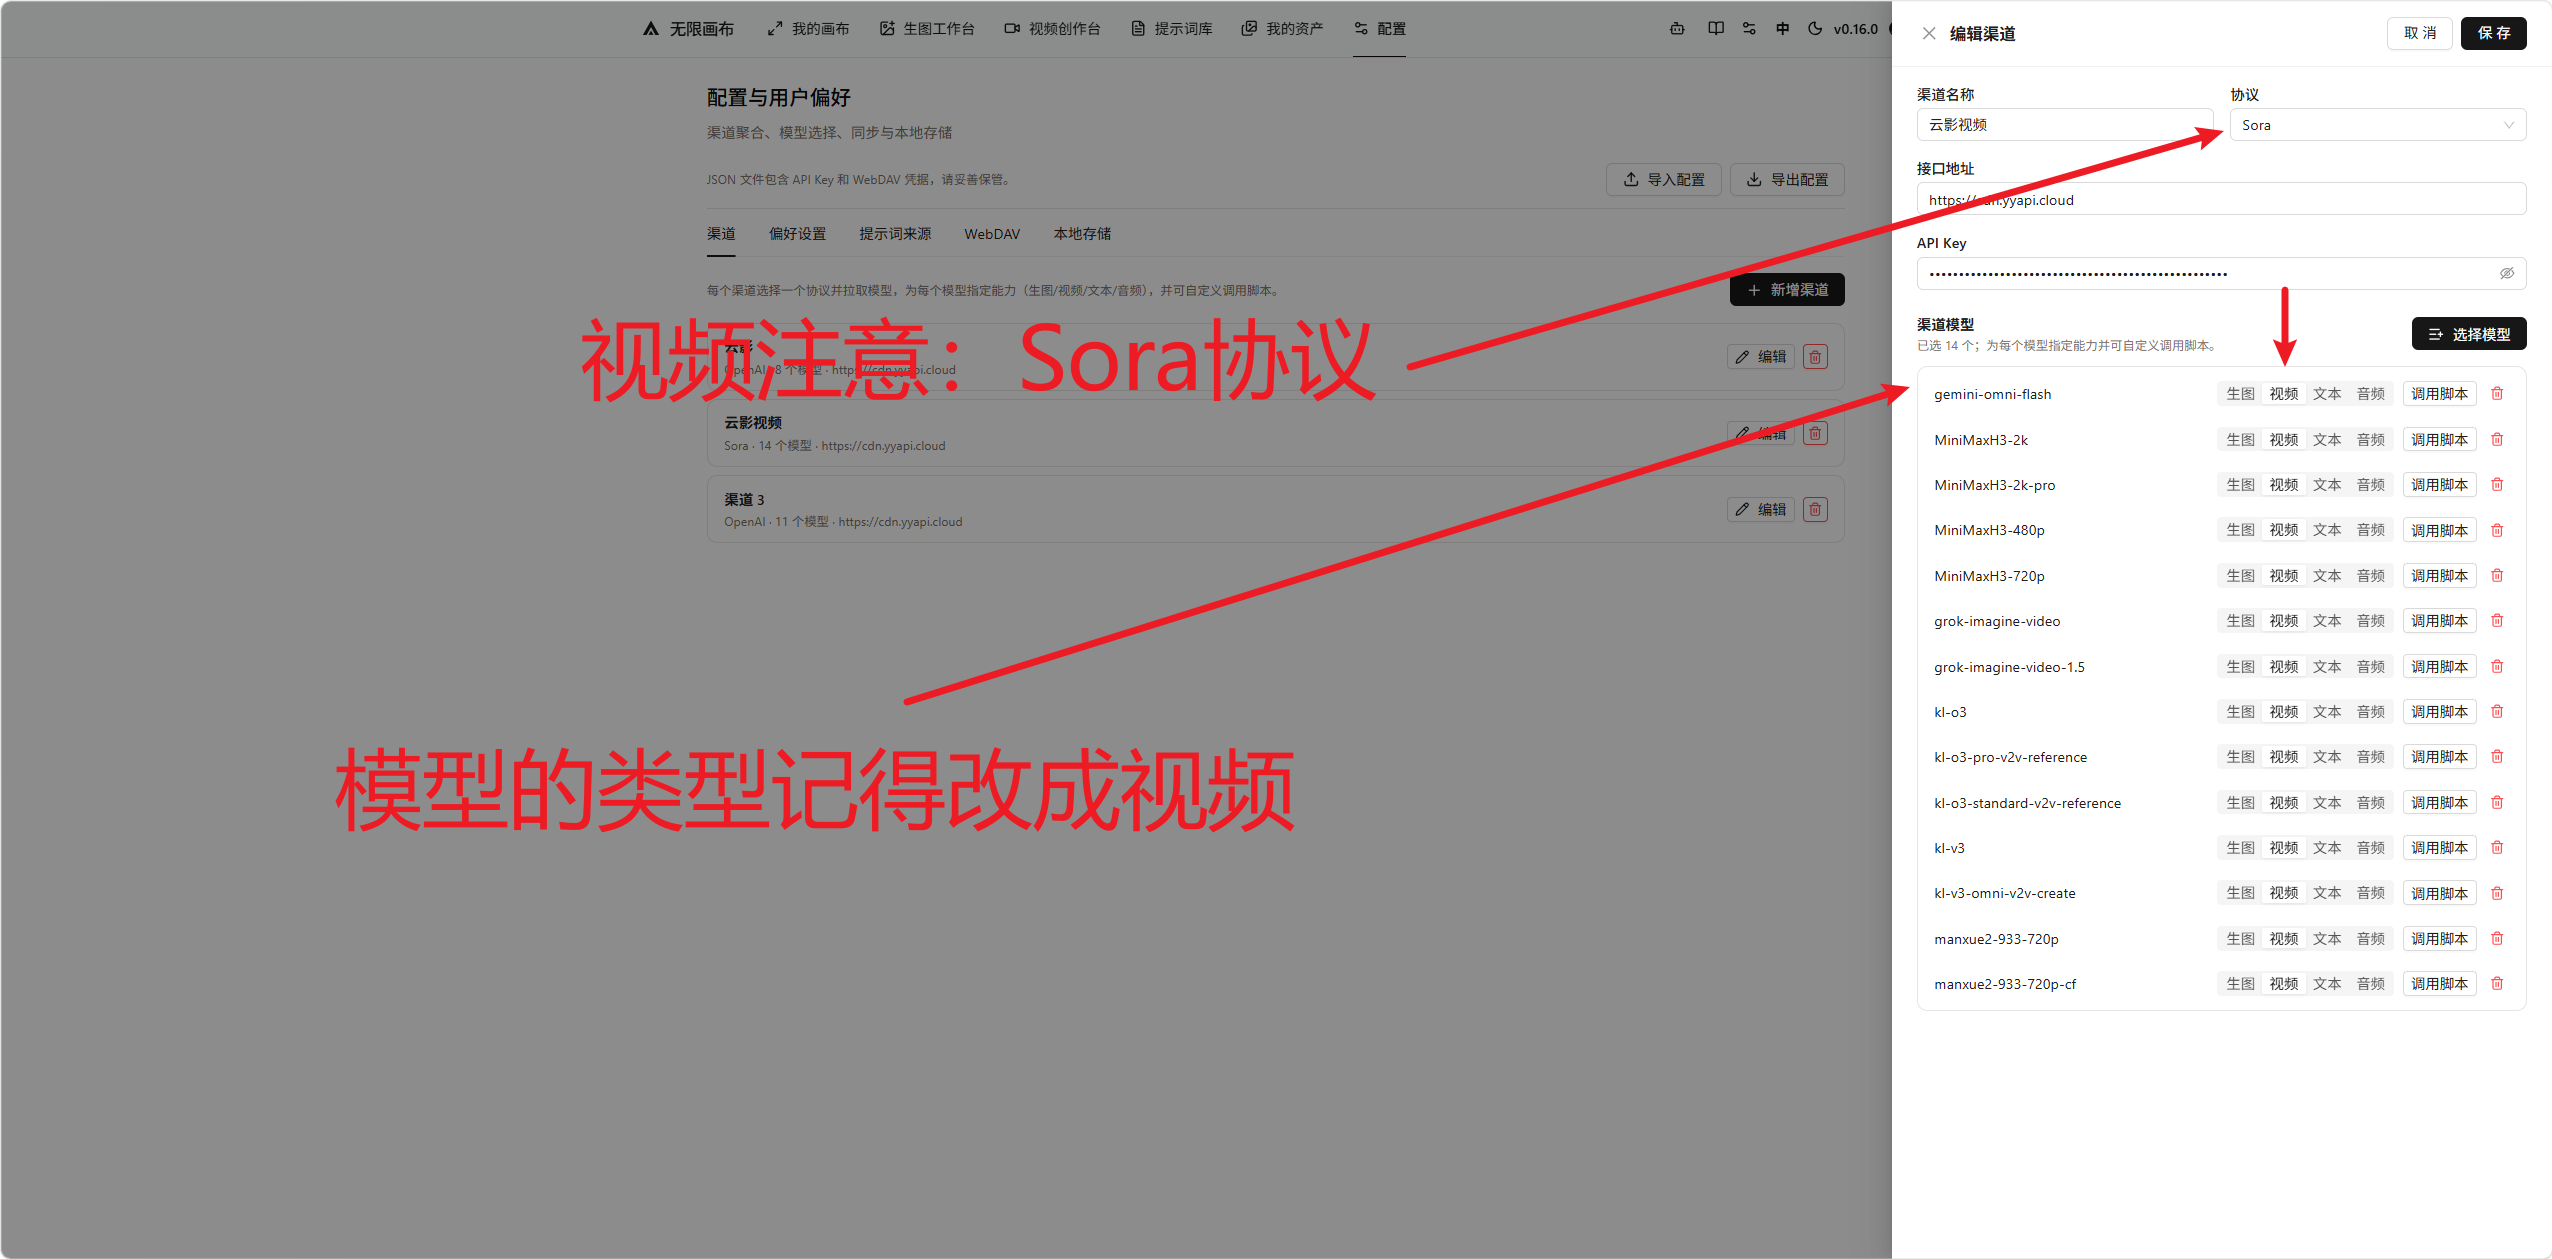 无限画布 我的画布 生图工作台 视频创作台 提示词库 我的资产 配置 中 v0.16.0
配置与用户偏好
渠道聚合、模型选择、同步与本地存储
JSON 文件包含 API Key 和 WebDAV 凭据，请妥善保管。
导入配置 导出配置
渠道 偏好设置 提示词来源 WebDAV 本地存储
每个渠道选择一个协议并拉取模型，为每个模型指定能力（生图/视频/文本/音频），并可自定义调用脚本。
新增渠道
云影
OpenAI · 8 个模型 · https://cdn.yyapi.cloud
编辑
视频注意：Sora协议
云影视频
Sora · 14 个模型 · https://cdn.yyapi.cloud
编辑
渠道 3
OpenAI · 11 个模型 · https://cdn.yyapi.cloud
编辑
模型的类型记得改成视频
编辑渠道
取 消 保 存
渠道名称 协议
云影视频 Sora
接口地址
https://cdn.yyapi.cloud
API Key
渠道模型
已选 14 个；为每个模型指定能力并可自定义调用脚本。
选择模型
gemini-omni-flash 生图 视频 文本 音频 调用脚本
MiniMaxH3-2k 生图 视频 文本 音频 调用脚本
MiniMaxH3-2k-pro 生图 视频 文本 音频 调用脚本
MiniMaxH3-480p 生图 视频 文本 音频 调用脚本
MiniMaxH3-720p 生图 视频 文本 音频 调用脚本
grok-imagine-video 生图 视频 文本 音频 调用脚本
grok-imagine-video-1.5 生图 视频 文本 音频 调用脚本
kl-o3 生图 视频 文本 音频 调用脚本
kl-o3-pro-v2v-reference 生图 视频 文本 音频 调用脚本
kl-o3-standard-v2v-reference 生图 视频 文本 音频 调用脚本
kl-v3 生图 视频 文本 音频 调用脚本
kl-v3-omni-v2v-create 生图 视频 文本 音频 调用脚本
manxue2-933-720p 生图 视频 文本 音频 调用脚本
manxue2-933-720p-cf 生图 视频 文本 音频 调用脚本